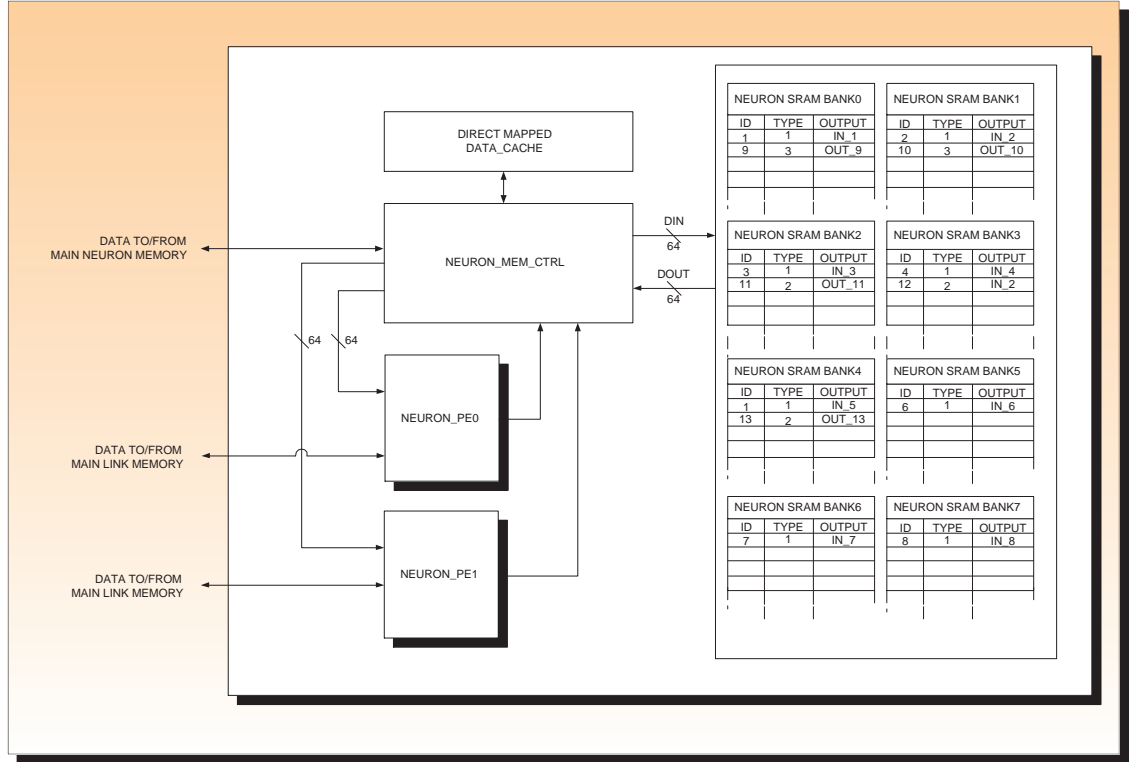 DIRECT MAPPED
DATA_CACHE
DATA TO/FROM
MAIN NEURON MEMORY
NEURON_MEM_CTRL
DIN
64
DOUT
64
64
64
NEURON_PE0
DATA TO/FROM
MAIN LINK MEMORY
NEURON_PE1
DATA TO/FROM
MAIN LINK MEMORY
NEURON SRAM BANK0
ID TYPE OUTPUT
1 1 IN_1
9 3 OUT_9
NEURON SRAM BANK1
ID TYPE OUTPUT
2 1 IN_2
10 3 OUT_10
NEURON SRAM BANK2
ID TYPE OUTPUT
3 1 IN_3
11 2 OUT_11
NEURON SRAM BANK3
ID TYPE OUTPUT
4 1 IN_4
12 2 IN_2
NEURON SRAM BANK4
ID TYPE OUTPUT
1 1 IN_5
13 2 OUT_13
NEURON SRAM BANK5
ID TYPE OUTPUT
6 1 IN_6
NEURON SRAM BANK6
ID TYPE OUTPUT
7 1 IN_7
NEURON SRAM BANK7
ID TYPE OUTPUT
8 1 IN_8